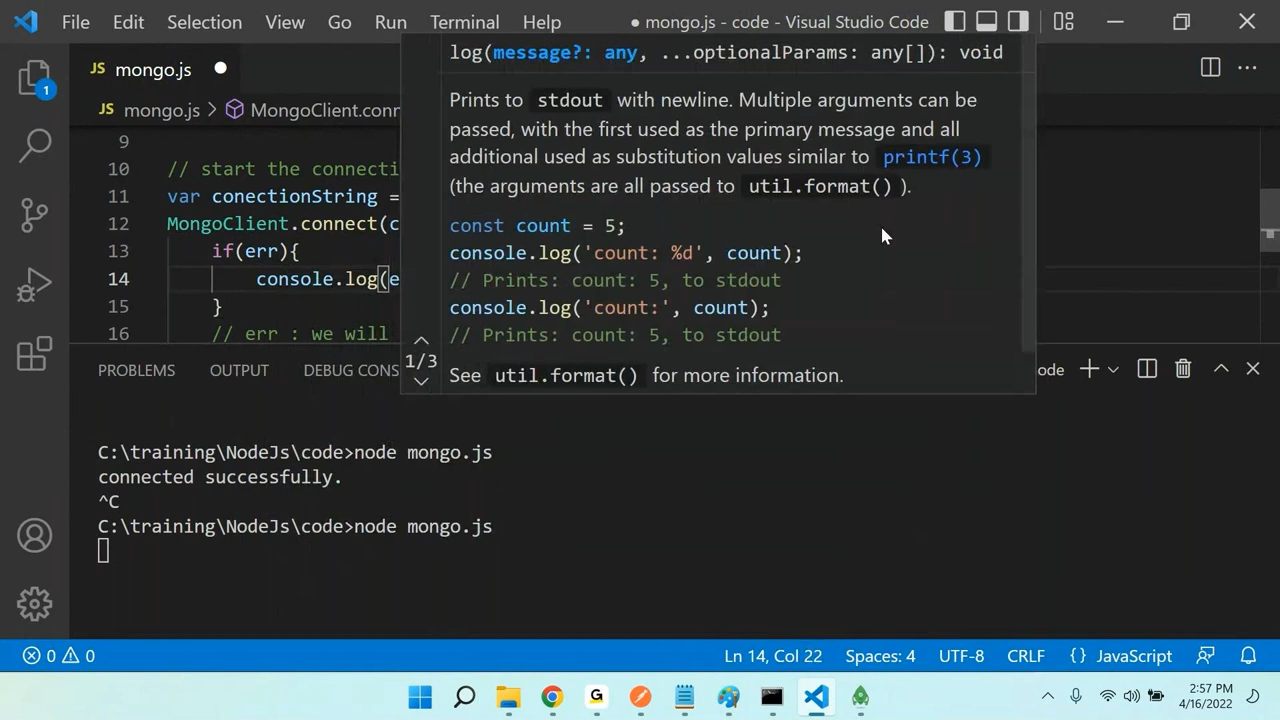 File Edit Selection View Go Run Terminal Help ● mongo.js - code - Visual Studio Code
JS mongo.js
JS mongo.js > MongoClient.conn
log(message?: any, ...optionalParams: any[]): void
Prints to stdout with newline. Multiple arguments can be
passed, with the first used as the primary message and all
additional used as substitution values similar to printf(3)
(the arguments are all passed to util.format() ).
const count = 5;
console.log('count: %d', count);
// Prints: count: 5, to stdout
console.log('count:', count);
// Prints: count: 5, to stdout
1/3
See util.format() for more information.
9
10 // start the connecti
11 var conectionString =
12 MongoClient.connect(c
13 if(err){
14 console.log(e
15 }
16 // err : we will
1
PROBLEMS OUTPUT DEBUG CONS ode
C:\training\NodeJs\code>node mongo.js
connected successfully.
^C
C:\training\NodeJs\code>node mongo.js
0 0 Ln 14, Col 22 Spaces: 4 UTF-8 CRLF {} JavaScript
G
2:57 PM
4/16/2022